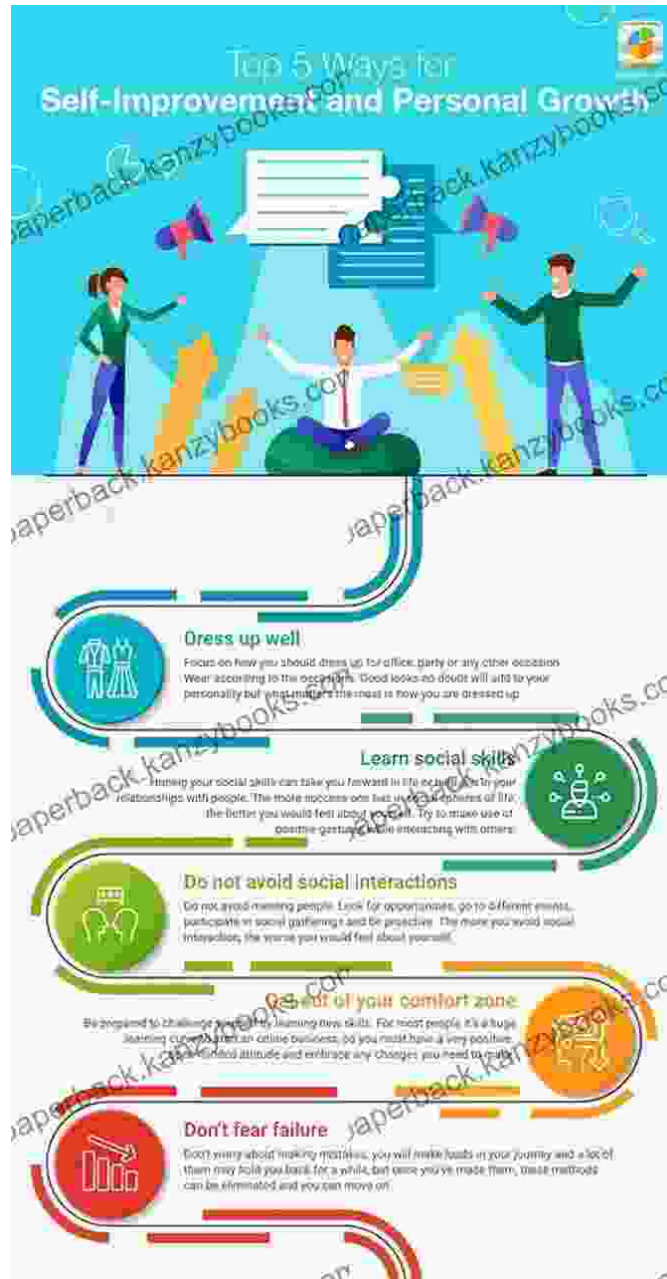 Top 5 Ways for
Self-Improvement and Personal Growth
paperback.kanzybooks.com
Dress up well
Focus on how you should dress up for office, party or any other occasion
Wear according to the occasions. Good looks no doubt will add to your
personality but what matters the most is how you are dressed up
Learn social skills
Honing your social skills can take you forward in life or in your
relationships with people. The more success one has in of life,
the better you would feel about yourself. Try to make use of
positive gestures while interacting with others.
Do not avoid social interactions
Do not avoid meeting people. Look for opportunities, go to different events,
participate in social gatherings and be proactive. The more you avoid social
interaction, the worse you would feel about yourself.
Get out of your comfort zone
Be prepared to challenge yourself by learning new skills. For most people it's a huge
learning curve to start an online business, so you must have a very positive,
minded attitude and embrace any changes you need to make
Don't fear failure
Don't worry about making mistakes, you will make loads in your journey and a lot of
them may hold you back for a while, but once you've made them, these methods
can be eliminated and you can move on